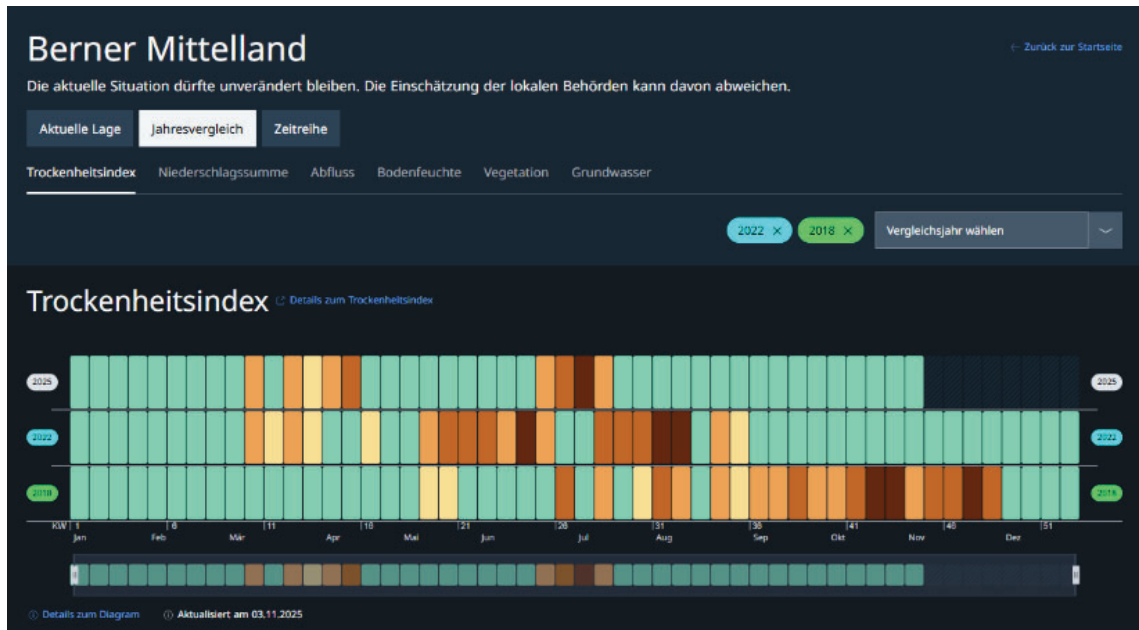 Berner Mittelland
← Zurück zur Startseite
Die aktuelle Situation dürfte unverändert bleiben. Die Einschätzung der lokalen Behörden kann davon abweichen.
Aktuelle Lage Jahresvergleich Zeitreihe
Trockenheitsindex Niederschlagssumme Abfluss Bodenfeuchte Vegetation Grundwasser
2022 × 2018 × Vergleichsjahr wählen
Trockenheitsindex Details zum Trockenheitsindex
2025 2025
2022 2022
2018 2018
KW 1 6 11 16 21 26 31 36 41 46 51
Jan Feb Mär Apr Mai Jun Jul Aug Sep Okt Nov Dez
Details zum Diagram Aktualisiert am 03.11.2025